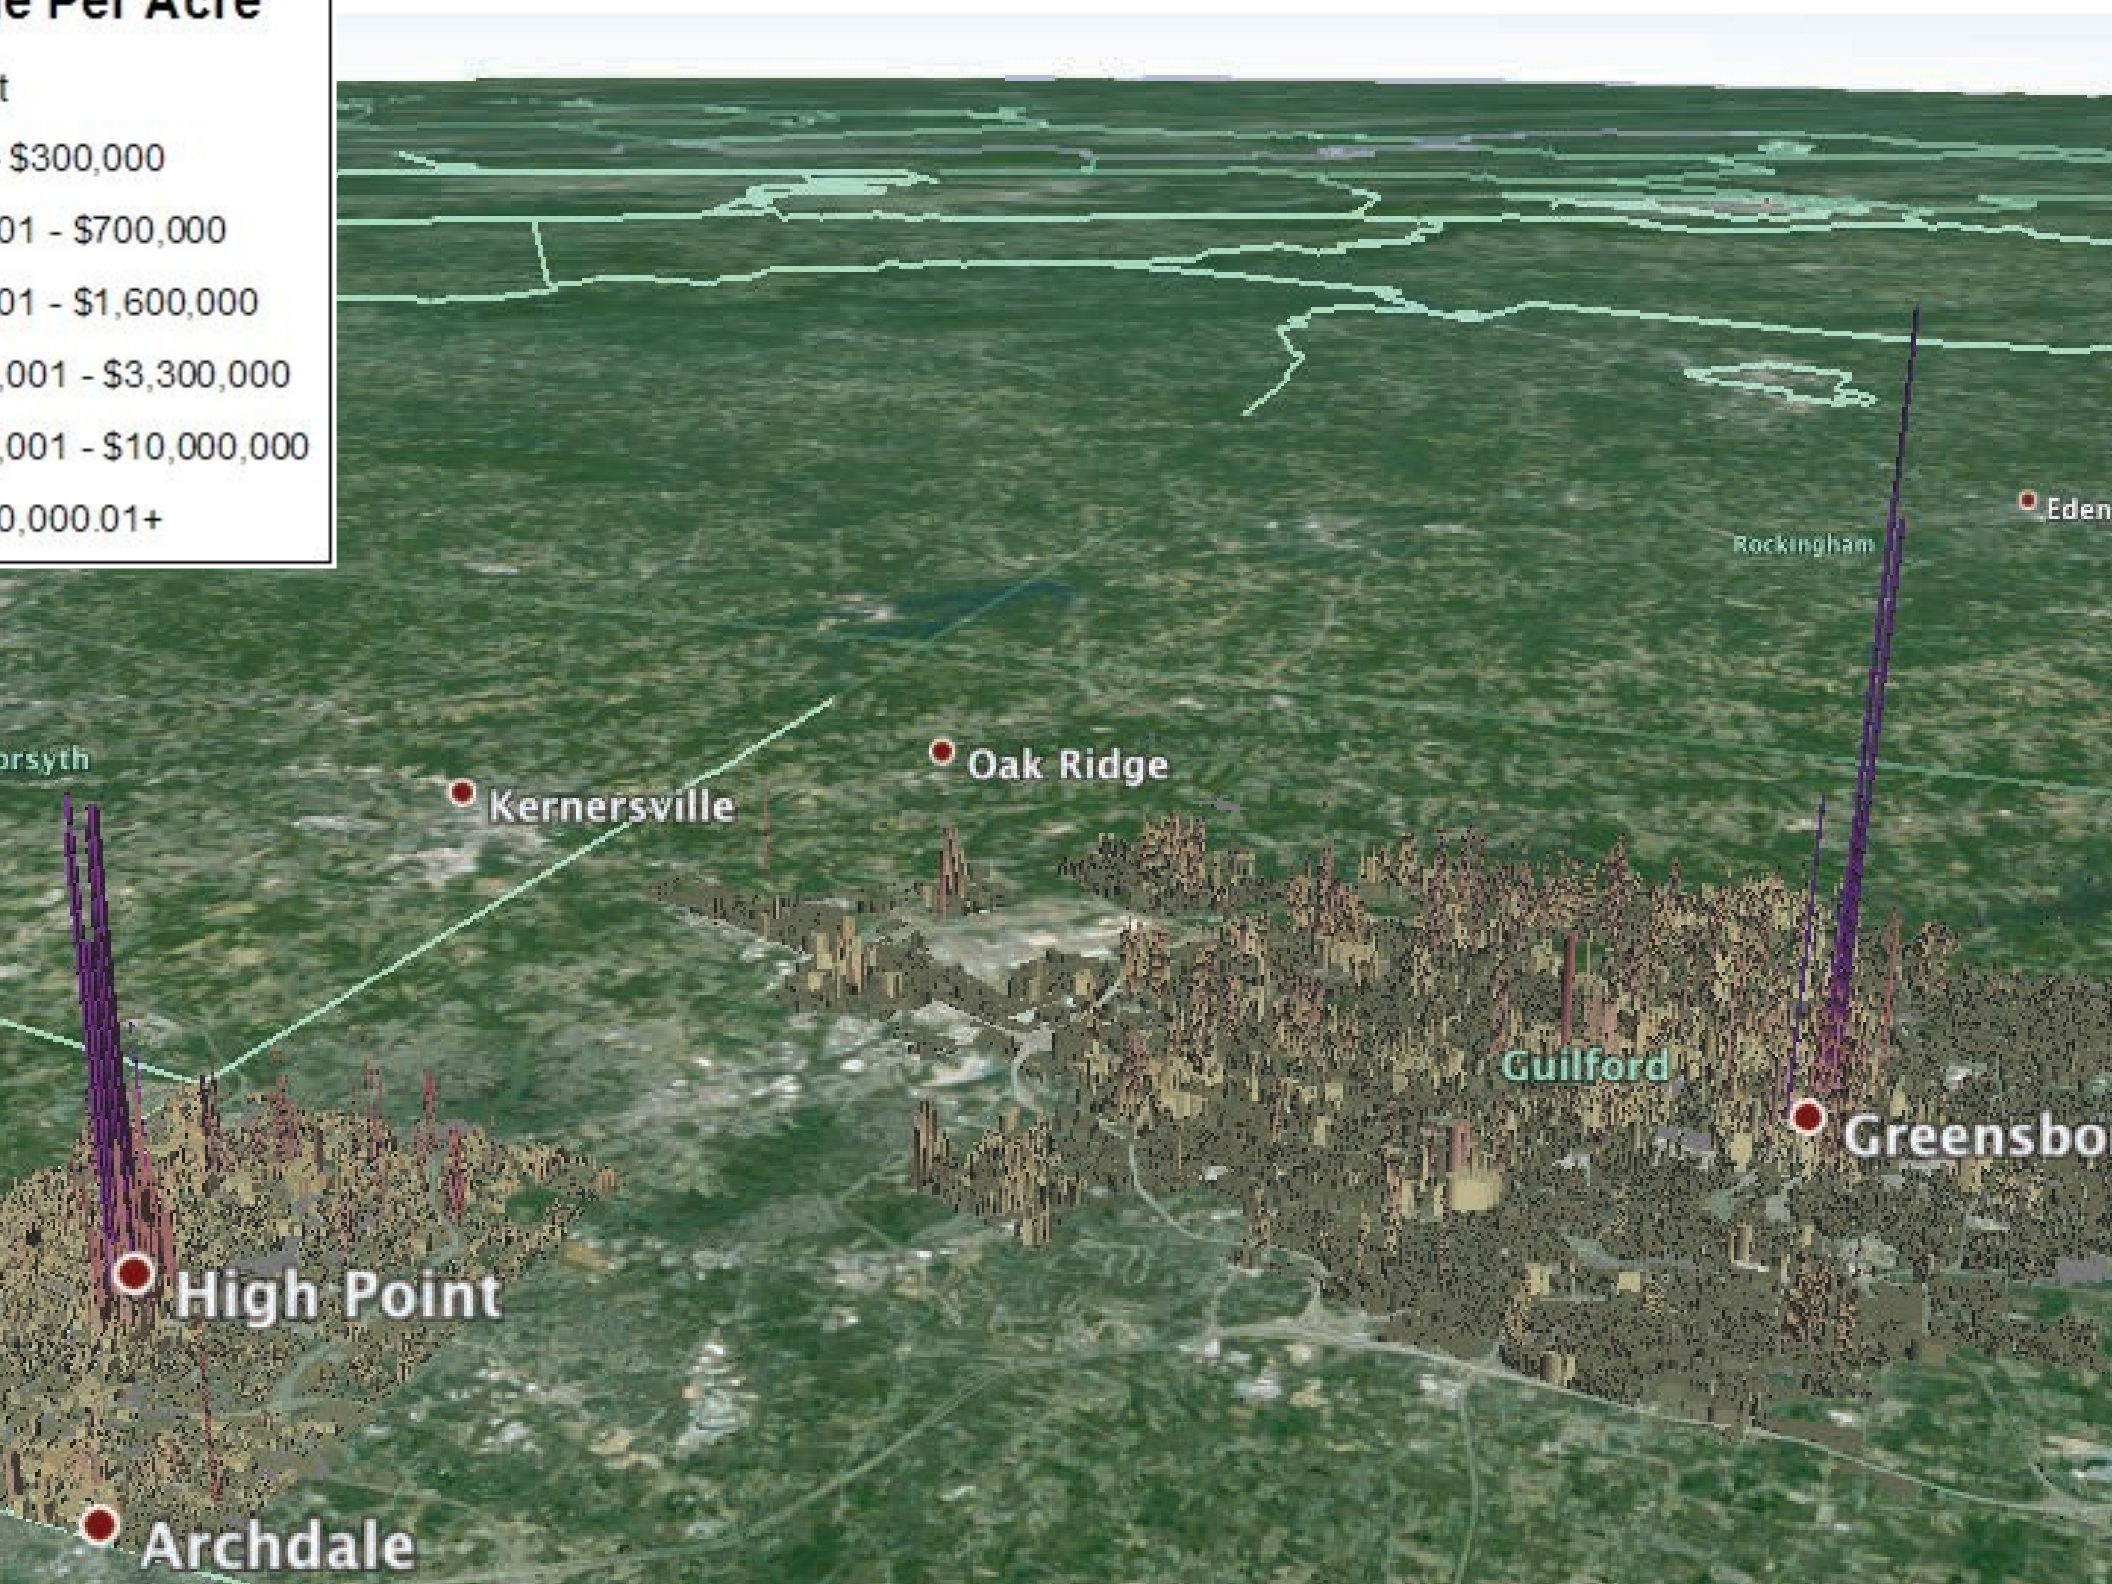 Per Acre
$300,000
01 - $700,000
01 - $1,600,000
,001 - $3,300,000
,001 - $10,000,000
0,000.01+
Eden
Rockingham
orsyth
Oak Ridge
Kernersville
Guilford
Greensbo
High Point
Archdale